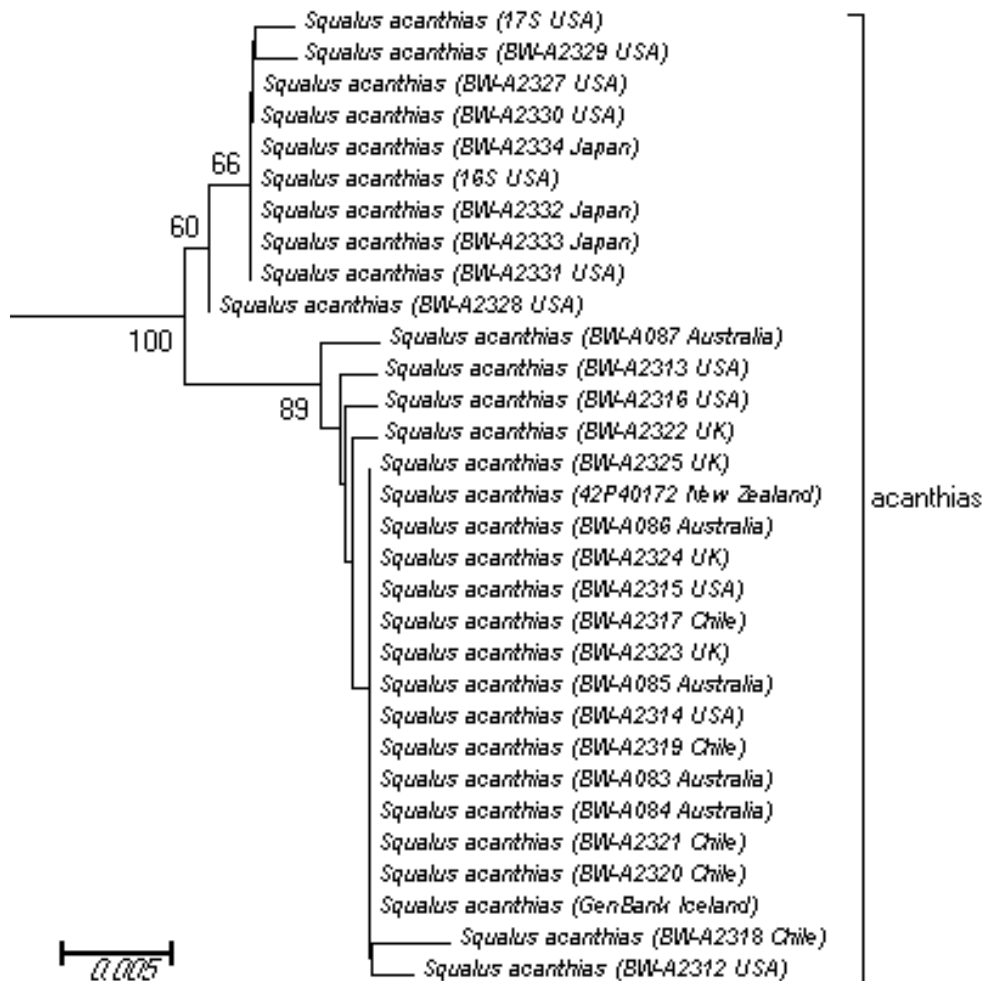 Squalus acanthias (17S USA)
Squalus acanthias (BW-A2329 USA)
Squalus acanthias (BW-A2327 USA)
Squalus acanthias (BW-A2330 USA)
Squalus acanthias (BW-A2334 Japan)
66
Squalus acanthias (16S USA)
Squalus acanthias (BW-A2332 Japan)
60
Squalus acanthias (BW-A2333 Japan)
Squalus acanthias (BW-A2331 USA)
Squalus acanthias (BW-A2328 USA)
100
Squalus acanthias (BW-A087 Australia)
Squalus acanthias (BW-A2313 USA)
89
Squalus acanthias (BW-A2316 USA)
Squalus acanthias (BW-A2322 UK)
Squalus acanthias (BW-A2325 UK)
Squalus acanthias (42P40172 New Zealand)
acanthias
Squalus acanthias (BW-A086 Australia)
Squalus acanthias (BW-A2324 UK)
Squalus acanthias (BW-A2315 USA)
Squalus acanthias (BW-A2317 Chile)
Squalus acanthias (BW-A2323 UK)
Squalus acanthias (BW-A085 Australia)
Squalus acanthias (BW-A2314 USA)
Squalus acanthias (BW-A2319 Chile)
Squalus acanthias (BW-A083 Australia)
Squalus acanthias (BW-A084 Australia)
Squalus acanthias (BW-A2321 Chile)
Squalus acanthias (BW-A2320 Chile)
Squalus acanthias (GenBank Iceland)
Squalus acanthias (BW-A2318 Chile)
Squalus acanthias (BW-A2312 USA)
0.005